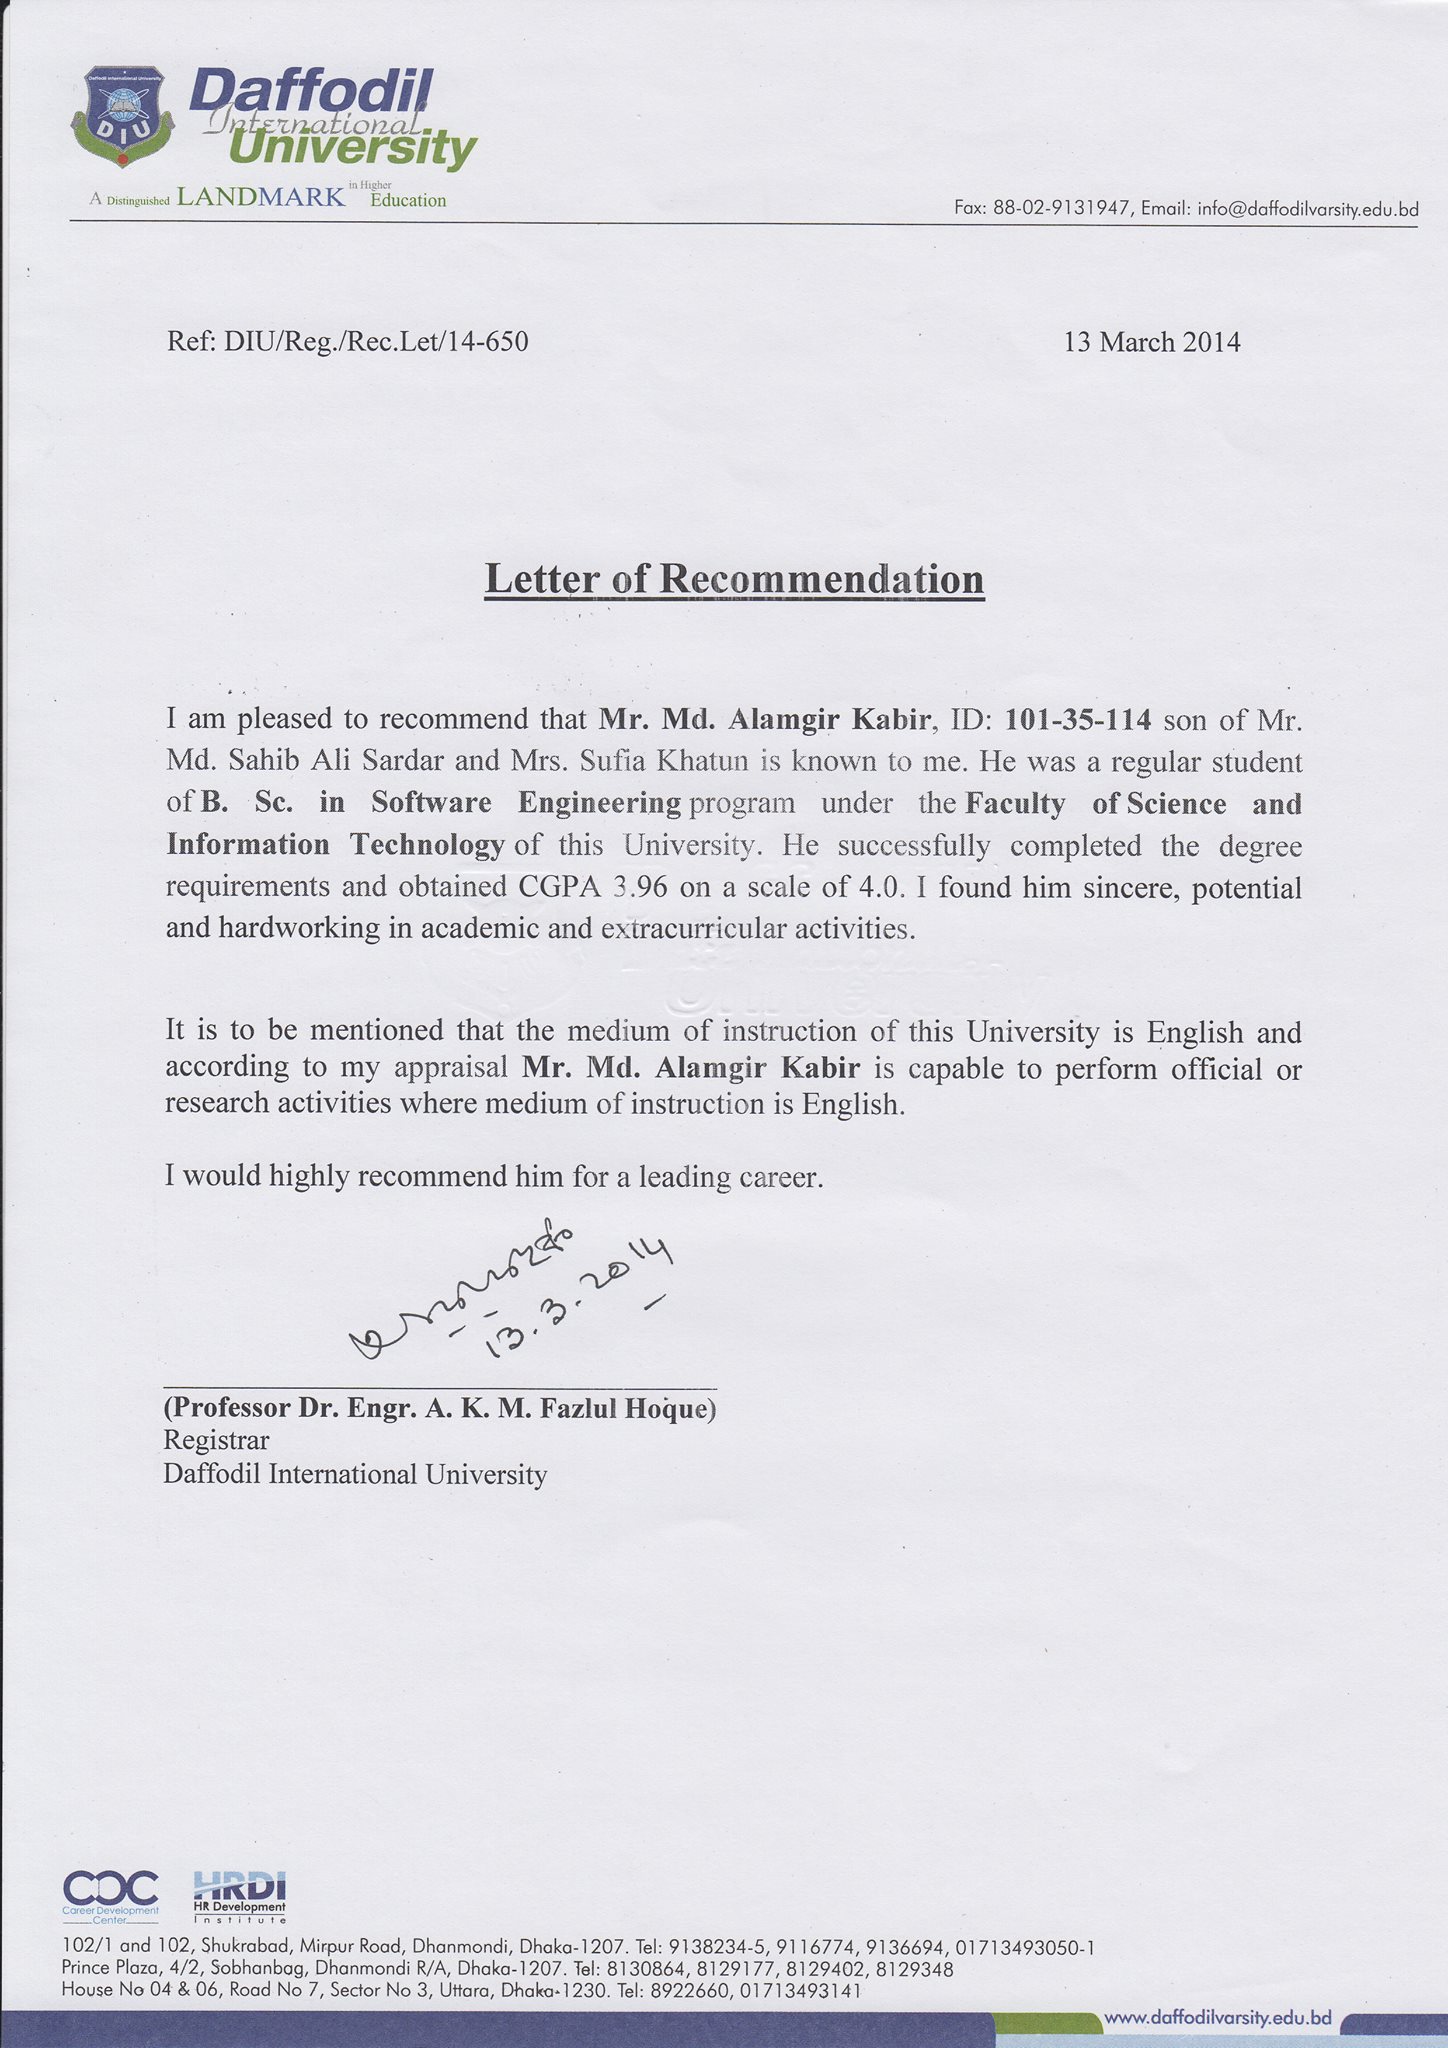 Daffodil International University
DIU
Daffodil
International
University
A Distinguished LANDMARK in Higher Education
Fax: 88-02-9131947, Email: info@daffodilvarsity.edu.bd
Ref: DIU/Reg./Rec.Let/14-650 13 March 2014
Letter of Recommendation
I am pleased to recommend that Mr. Md. Alamgir Kabir, ID: 101-35-114 son of Mr.
Md. Sahib Ali Sardar and Mrs. Sufia Khatun is known to me. He was a regular student
of B. Sc. in Software Engineering program under the Faculty of Science and
Information Technology of this University. He successfully completed the degree
requirements and obtained CGPA 3.96 on a scale of 4.0. I found him sincere, potential
and hardworking in academic and extracurricular activities.
It is to be mentioned that the medium of instruction of this University is English and
according to my appraisal Mr. Md. Alamgir Kabir is capable to perform official or
research activities where medium of instruction is English.
I would highly recommend him for a leading career.
13.3.2014
(Professor Dr. Engr. A. K. M. Fazlul Hoque)
Registrar
Daffodil International University
CDC
Career Development
Center
HRDI
HR Development
Institute
102/1 and 102, Shukrabad, Mirpur Road, Dhanmondi, Dhaka-1207. Tel: 9138234-5, 9116774, 9136694, 01713493050-1
Prince Plaza, 4/2, Sobhanbag, Dhanmondi R/A, Dhaka-1207. Tel: 8130864, 8129177, 8129402, 8129348
House No 04 & 06, Road No 7, Sector No 3, Uttara, Dhaka-1230. Tel: 8922660, 01713493141
www.daffodilvarsity.edu.bd